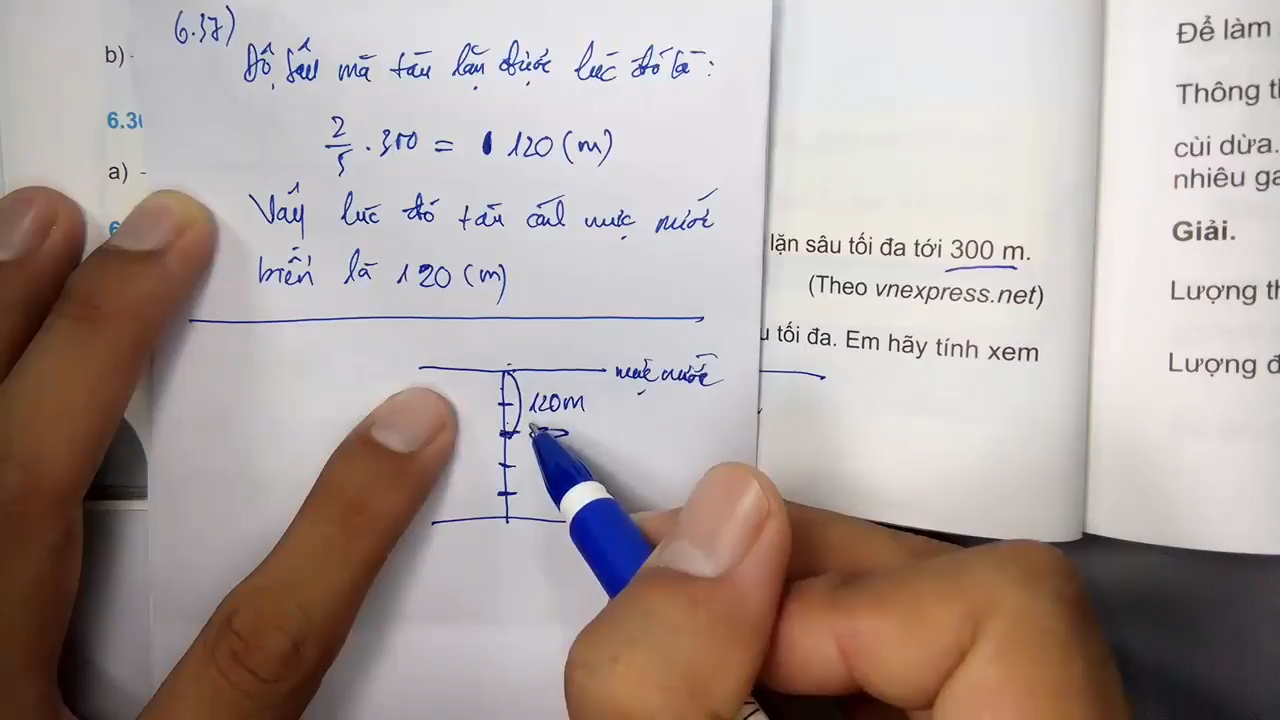 6.37)
Độ sâu mà tàu lặn được lúc đó là:
2/5 . 300 = 120 (m)
Vậy lúc đó tàu cách mực nước
biển là 120 (m)
mực nước
120m
b)
6.3
a) -
6
lặn sâu tối đa tới 300 m.
(Theo vnexpress.net)
u tối đa. Em hãy tính xem
Để làm
Thông t
cùi dừa.
nhiêu ga
Giải.
Lượng th
Lượng đ